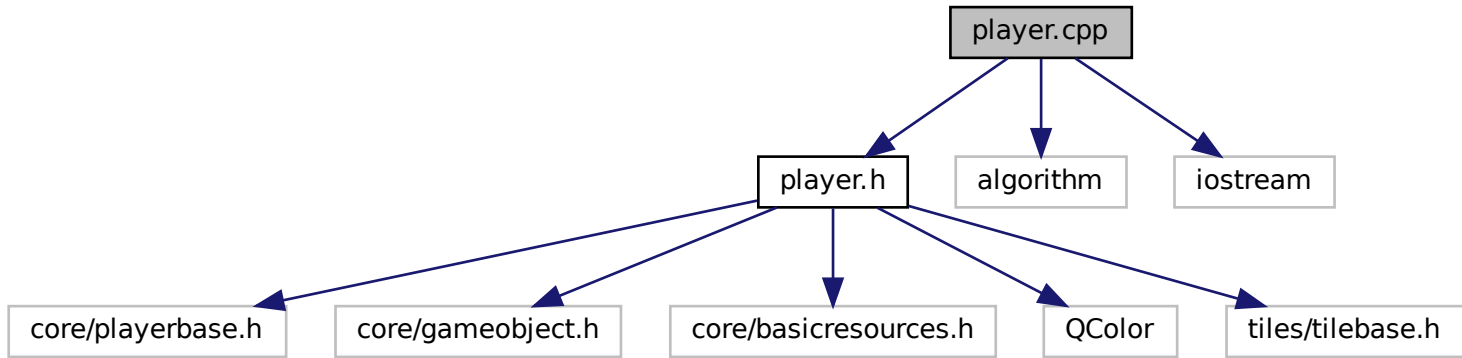 player.cpp
player.h
algorithm
iostream
core/playerbase.h
core/gameobject.h
core/basicresources.h
QColor
tiles/tilebase.h